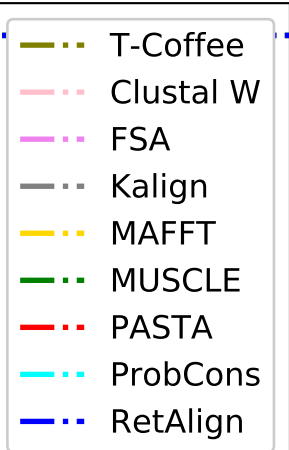 T-Coffee
Clustal W
FSA
Kalign
MAFFT
MUSCLE
PASTA
ProbCons
RetAlign